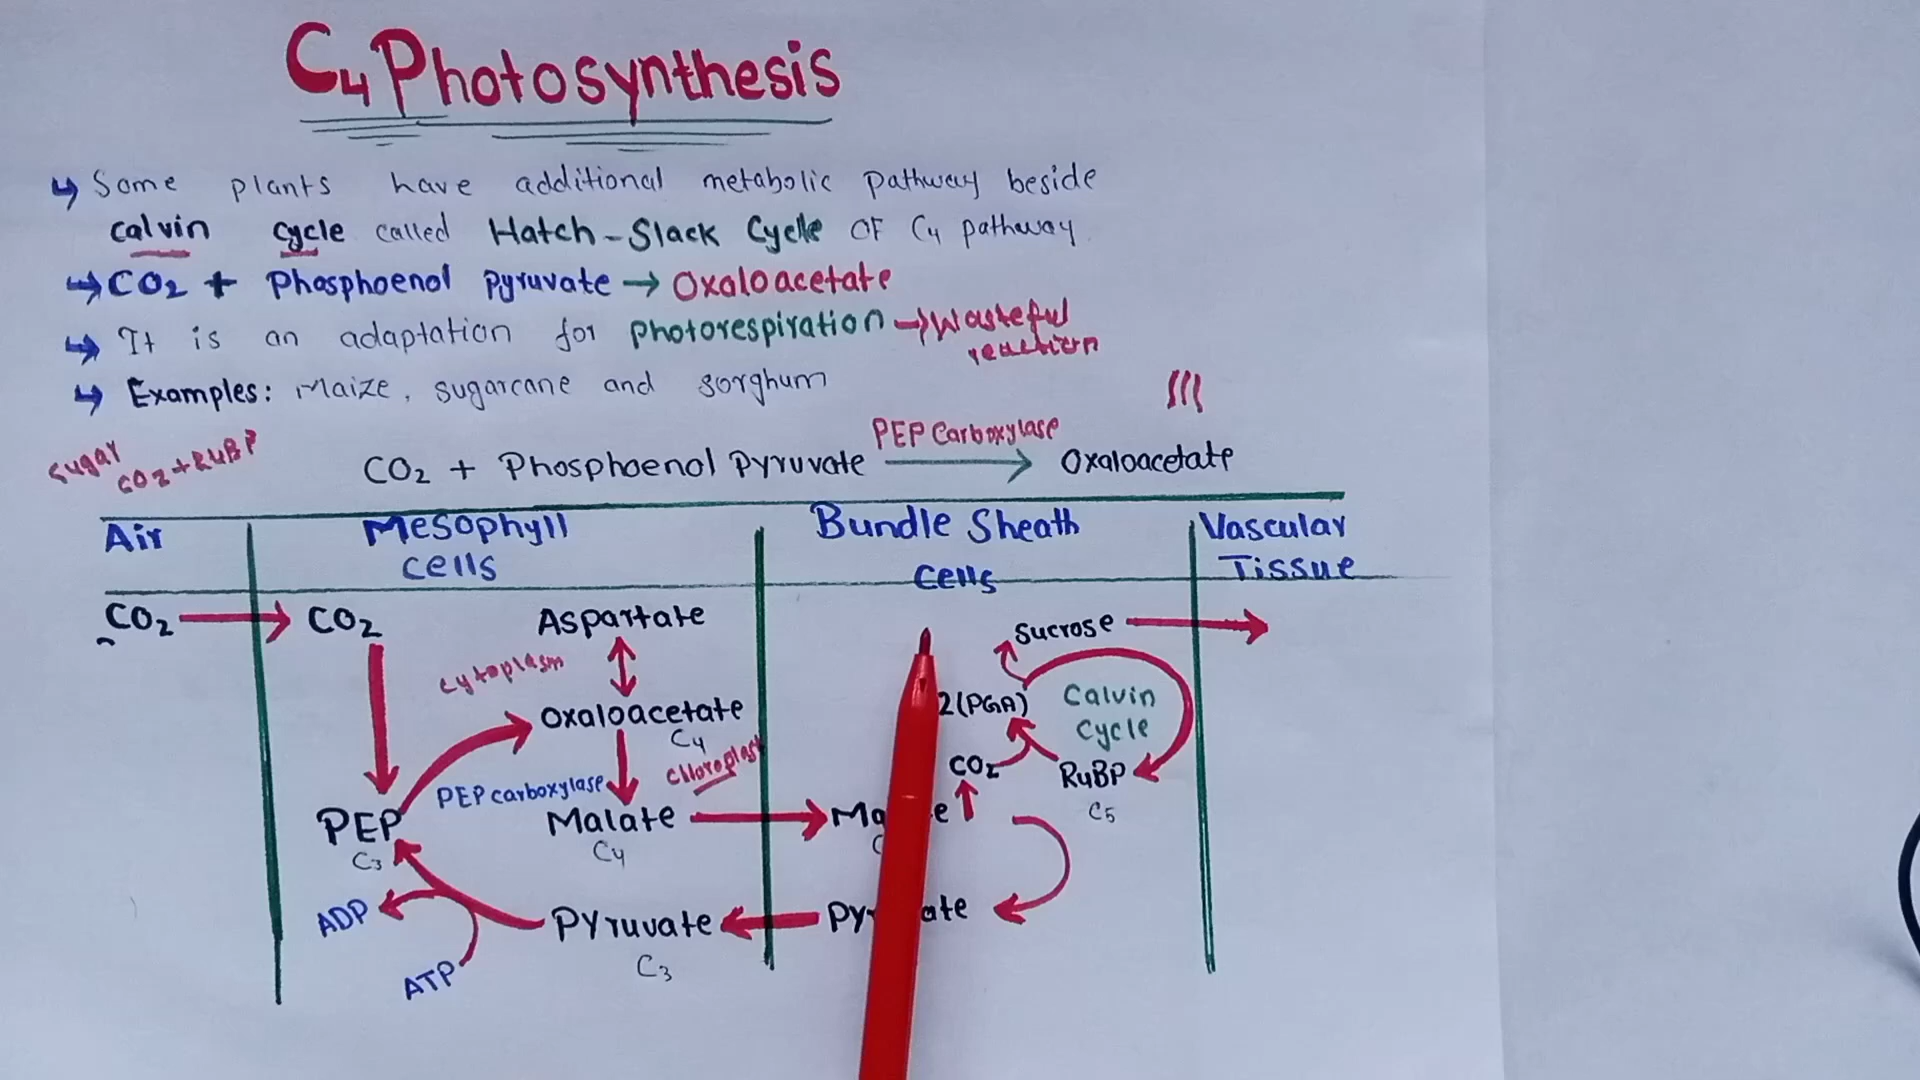 C4 Photosynthesis
↳ Some plants have additional metabolic pathway beside
calvin cycle called Hatch-Slack Cycle OF C4 pathway
↳ CO2 + Phosphoenol pyruvate → Oxaloacetate
↳ It is an adaptation for photorespiration → Wasteful
reaction
↳ Examples: Maize, sugarcane and sorghum
sugar
CO2+RuBP
PEP Carboxylase
CO2 + Phosphoenol Pyruvate → Oxaloacetate
Air
Mesophyll
cells
Bundle Sheath
cells
Vascular
Tissue
CO2 → CO2
Aspartate
Sucrose
cytoplasm
Oxaloacetate
C4
2(PGA)
Calvin
Cycle
chloroplast
CO2
RuBP
C5
PEP carboxylase
PEP
C3
Malate
C4
ADP
Pyruvate
C3
ATP